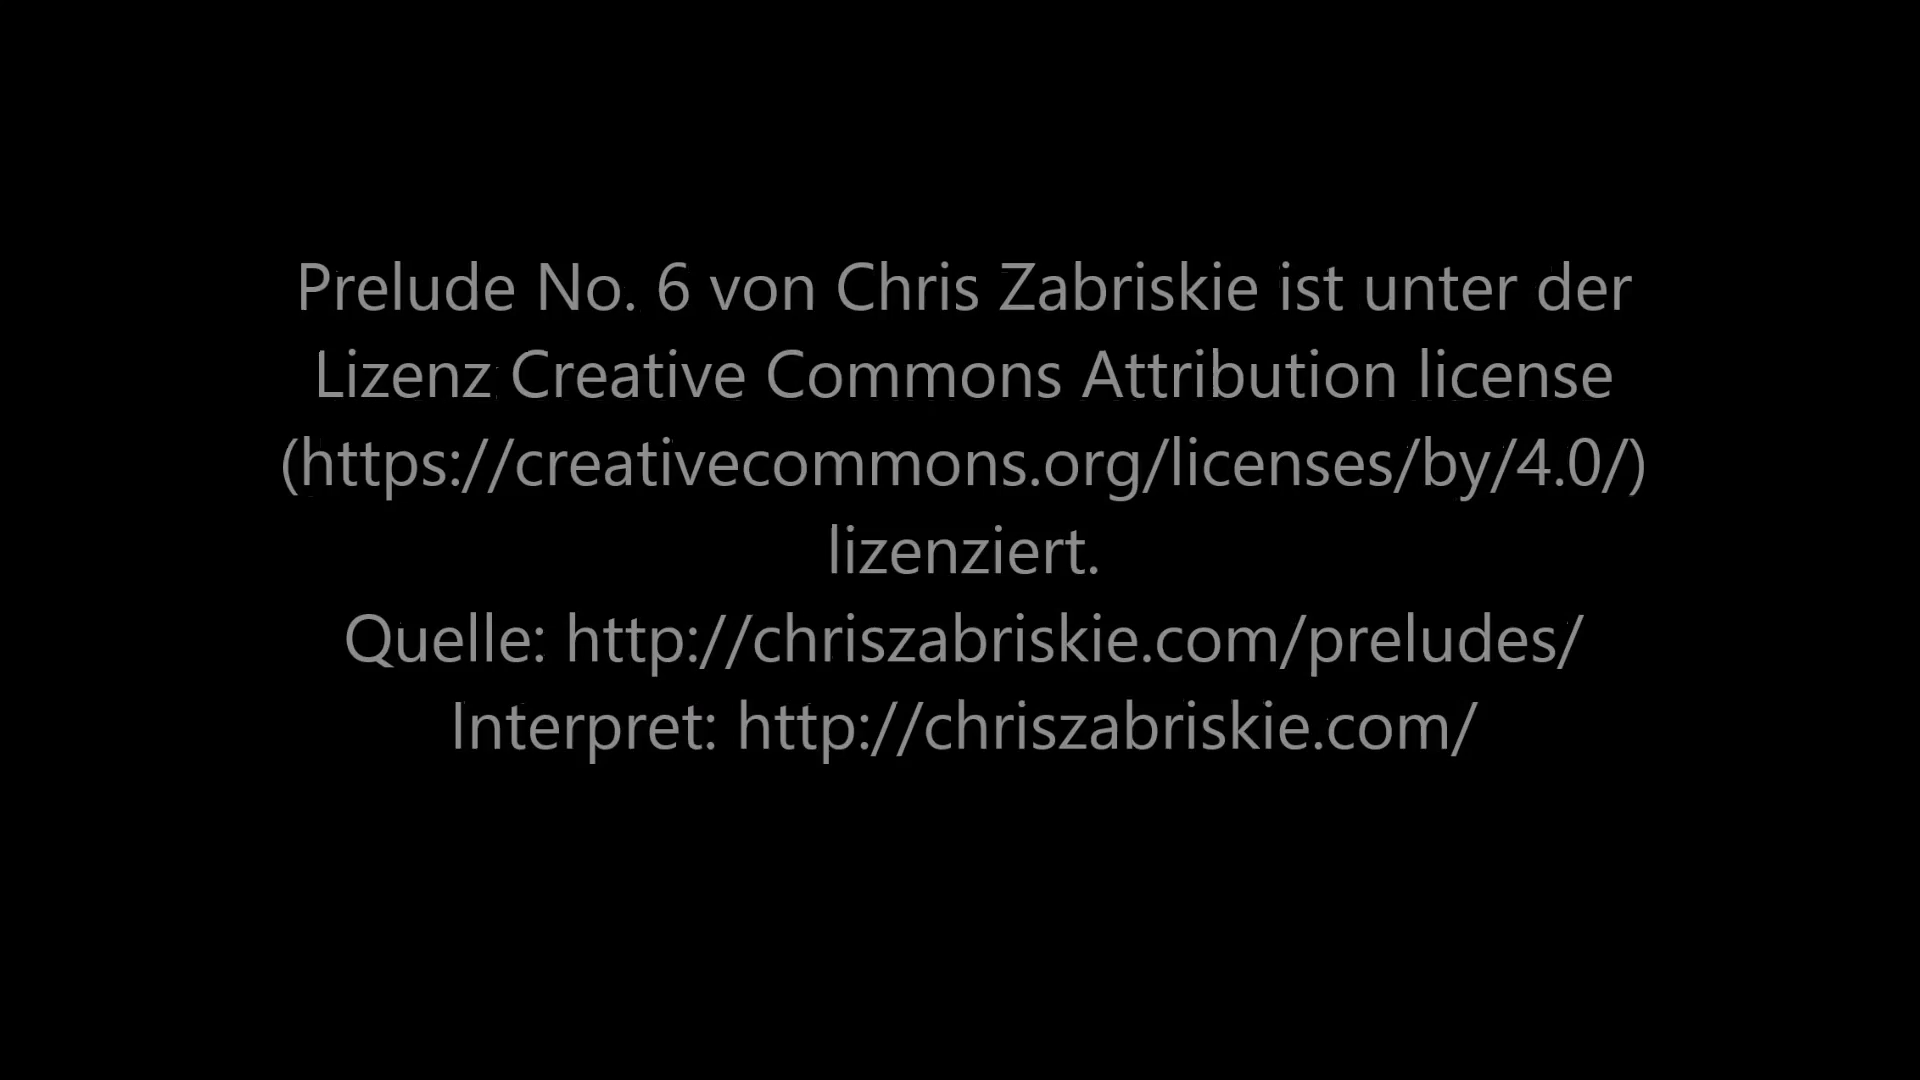 Prelude No. 6 von Chris Zabriskie ist unter der
Lizenz Creative Commons Attribution license
(https://creativecommons.org/licenses/by/4.0/)
lizenziert.
Quelle: http://chriszabriskie.com/preludes/
Interpret: http://chriszabriskie.com/